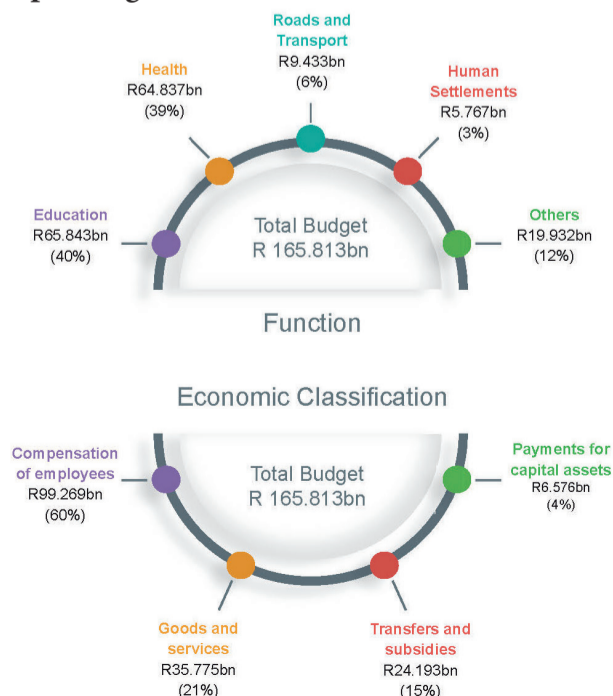 Roads and
Transport
R9.433bn
(6%)
Health
R64.837bn
(39%)
Human
Settlements
R5.767bn
(3%)
Education
R65.843bn
(40%)
Total Budget
R 165.813bn
Others
R19.932bn
(12%)
Function
Economic Classification
Compensation
of employees
R99.269bn
(60%)
Total Budget
R 165.813bn
Payments for
capital assets
R6.576bn
(4%)
Goods and
services
R35.775bn
(21%)
Transfers and
subsidies
R24.193bn
(15%)